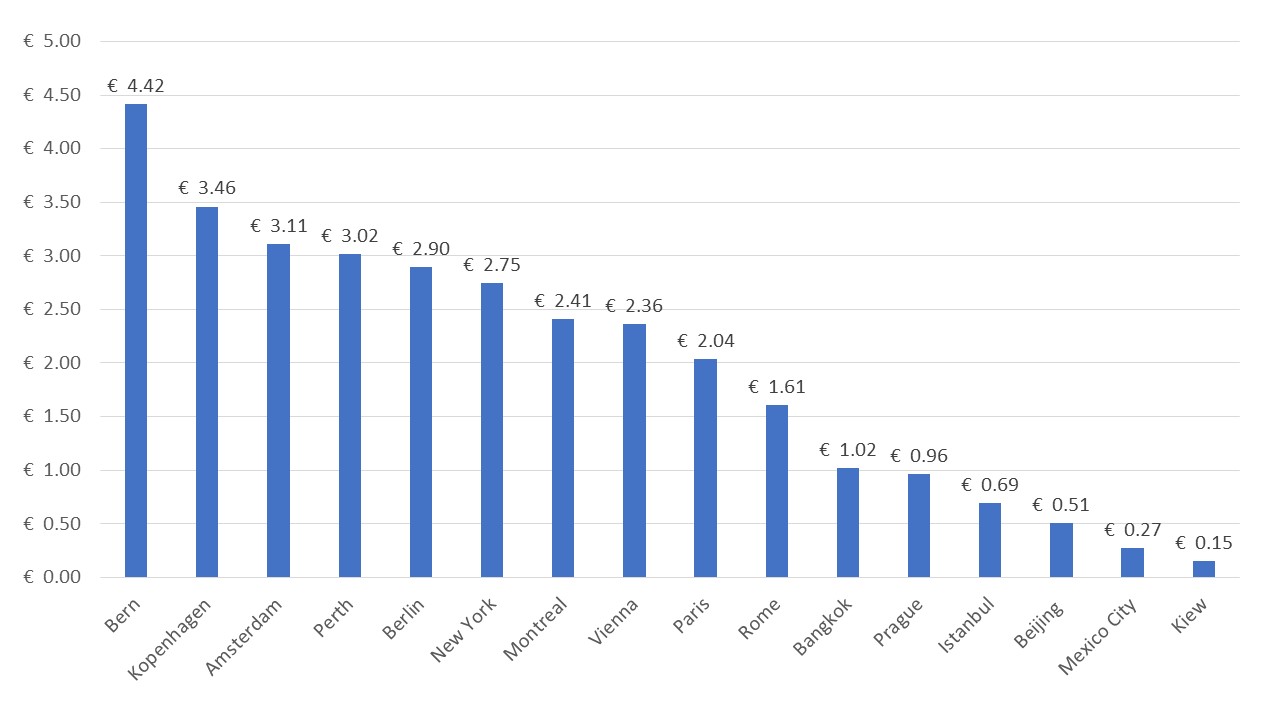 € 5.00
€ 4.50
€ 4.00
€ 3.50
€ 3.00
€ 2.50
€ 2.00
€ 1.50
€ 1.00
€ 0.50
€ 0.00
€ 4.42
€ 3.46
€ 3.11
€ 3.02
€ 2.90
€ 2.75
€ 2.41
€ 2.36
€ 2.04
€ 1.61
€ 1.02
€ 0.96
€ 0.69
€ 0.51
€ 0.27
€ 0.15
Bern
Kopenhagen
Amsterdam
Perth
Berlin
New York
Montreal
Vienna
Paris
Rome
Bangkok
Prague
Istanbul
Beijing
Mexico City
Kiew